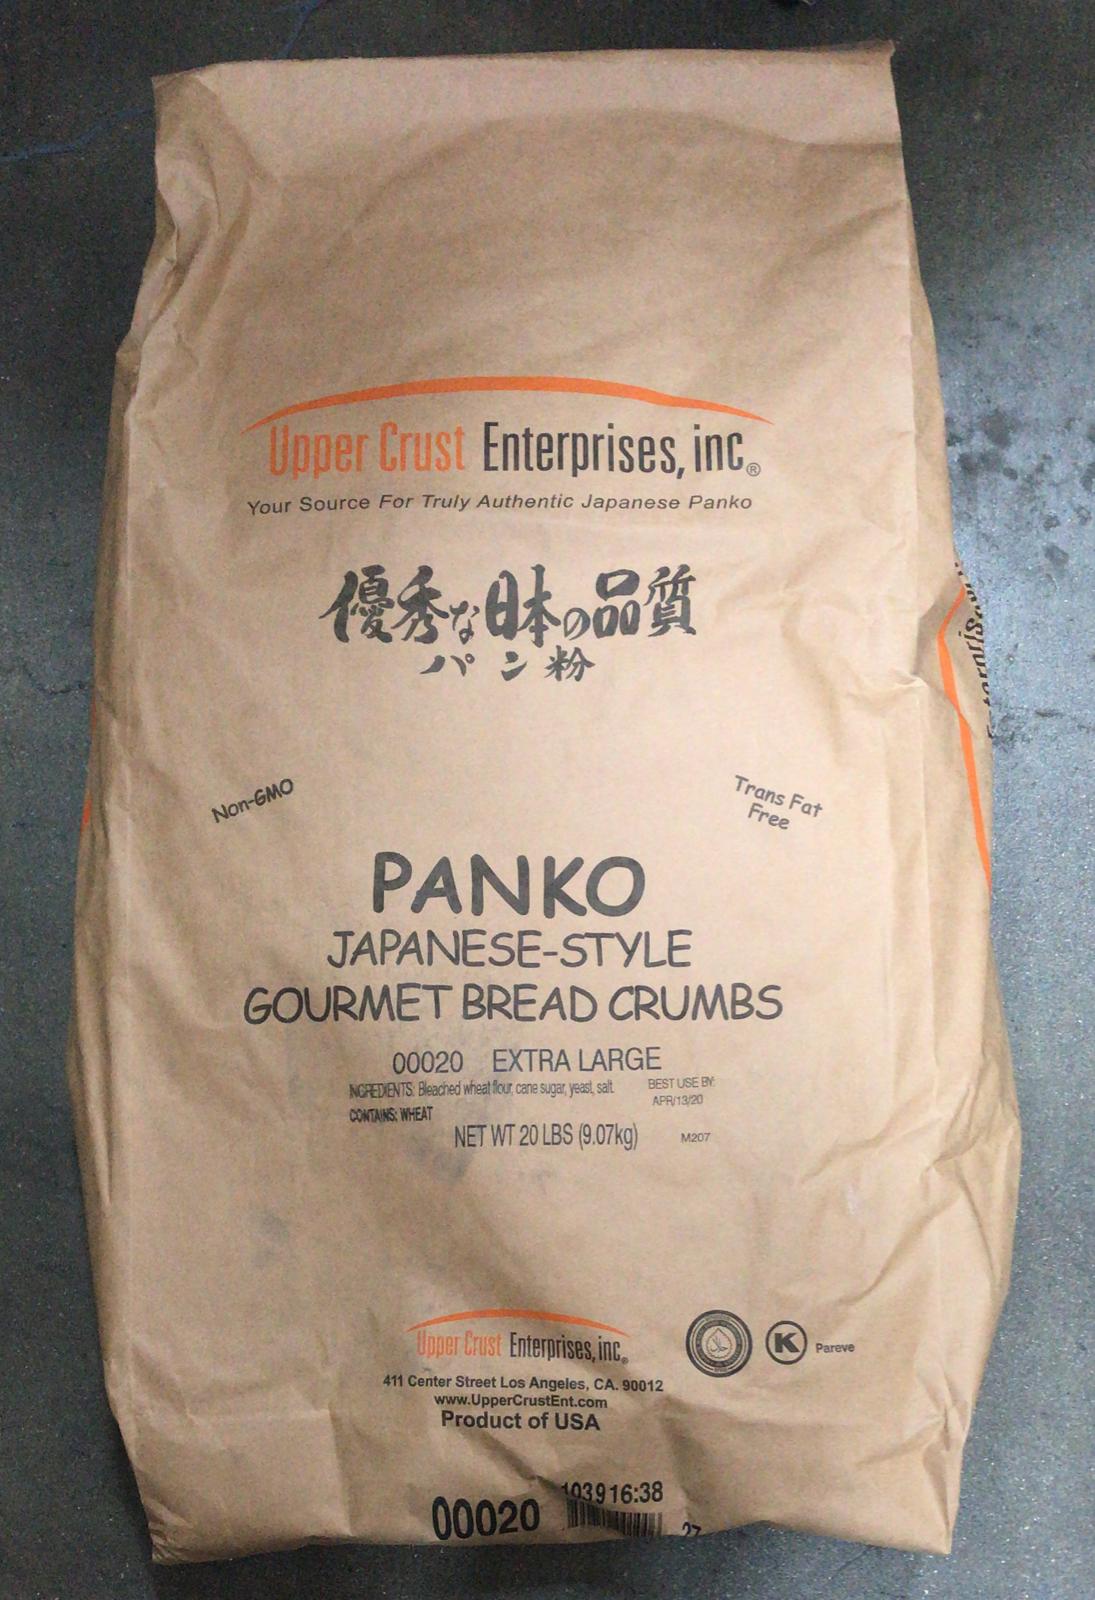 Upper Crust Enterprises, inc.®
Your Source For Truly Authentic Japanese Panko
優秀な日本の品質
パン粉
Non-GMO
Trans Fat
Free
PANKO
JAPANESE-STYLE
GOURMET BREAD CRUMBS
00020 EXTRA LARGE
INGREDIENTS: Bleached wheat flour, cane sugar, yeast, salt.
BEST USE BY:
APR/13/20
CONTAINS: WHEAT
NET WT 20 LBS (9.07kg)
M207
Upper Crust Enterprises, inc.®
K Pareve
411 Center Street Los Angeles, CA. 90012
www.UpperCrustEnt.com
Product of USA
103916:38
00020
27